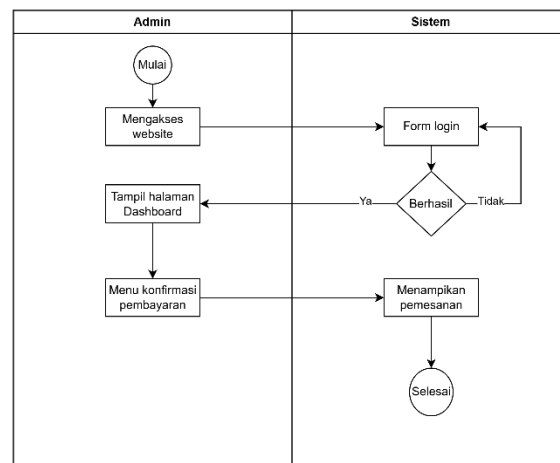 Admin
Sistem
Mulai
Mengakses
website
Form login
Tampil halaman
Dashboard
Ya
Berhasil
Tidak
Menu konfirmasi
pembayaran
Menampikan
pemesanan
Selesai